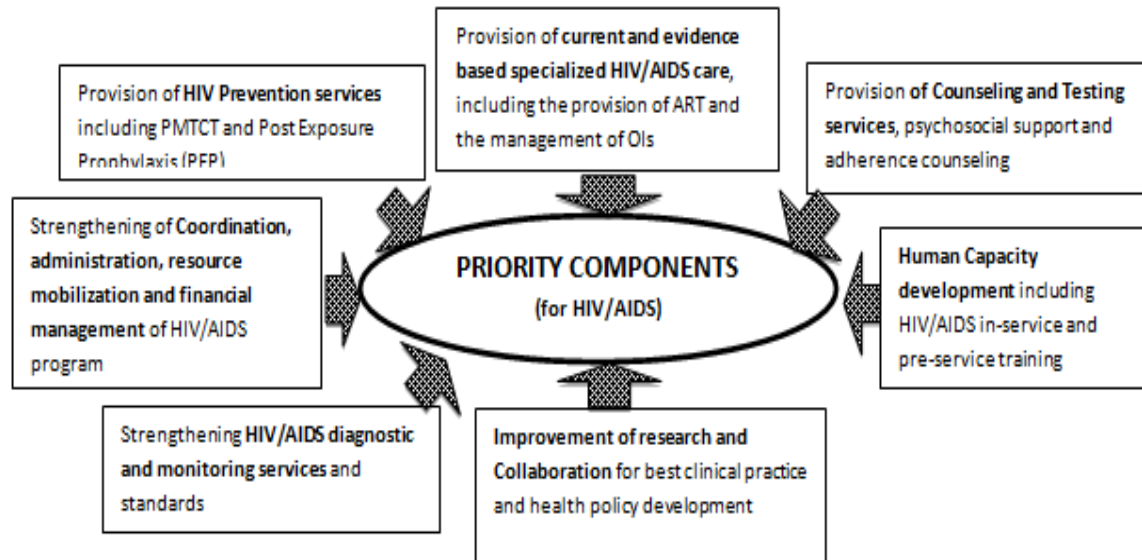 Provision of current and evidence
based specialized HIV/AIDS care,
including the provision of ART and
the management of OIs
Provision of HIV Prevention services
including PMTCT and Post Exposure
Prophylaxis (PEP)
Provision of Counseling and Testing
services, psychosocial support and
adherence counseling
Strengthening of Coordination,
administration, resource
mobilization and financial
management of HIV/AIDS
program
PRIORITY COMPONENTS
(for HIV/AIDS)
Human Capacity
development including
HIV/AIDS in-service and
pre-service training
Strengthening HIV/AIDS diagnostic
and monitoring services and
standards
Improvement of research and
Collaboration for best clinical practice
and health policy development